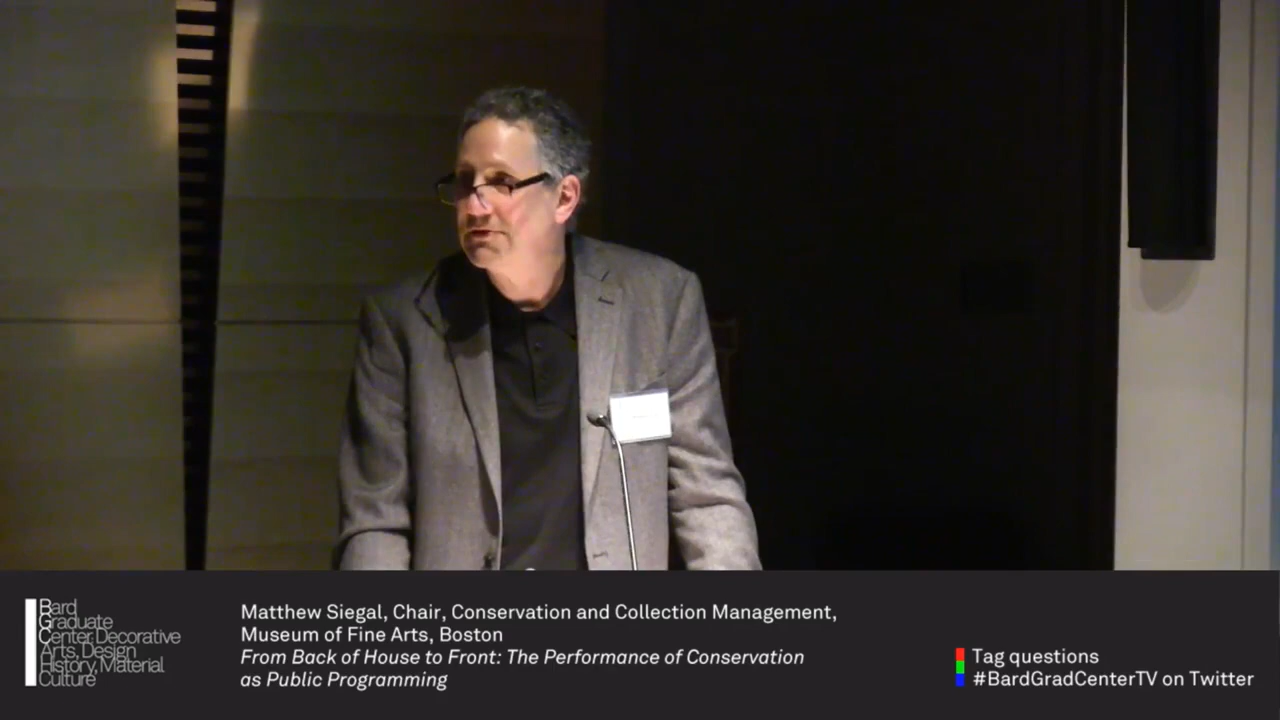 Bard
Graduate
Center Decorative
Arts, Design
History, Material
Culture
Matthew Siegal, Chair, Conservation and Collection Management,
Museum of Fine Arts, Boston
From Back of House to Front: The Performance of Conservation
as Public Programming
Tag questions
#BardGradCenterTV on Twitter